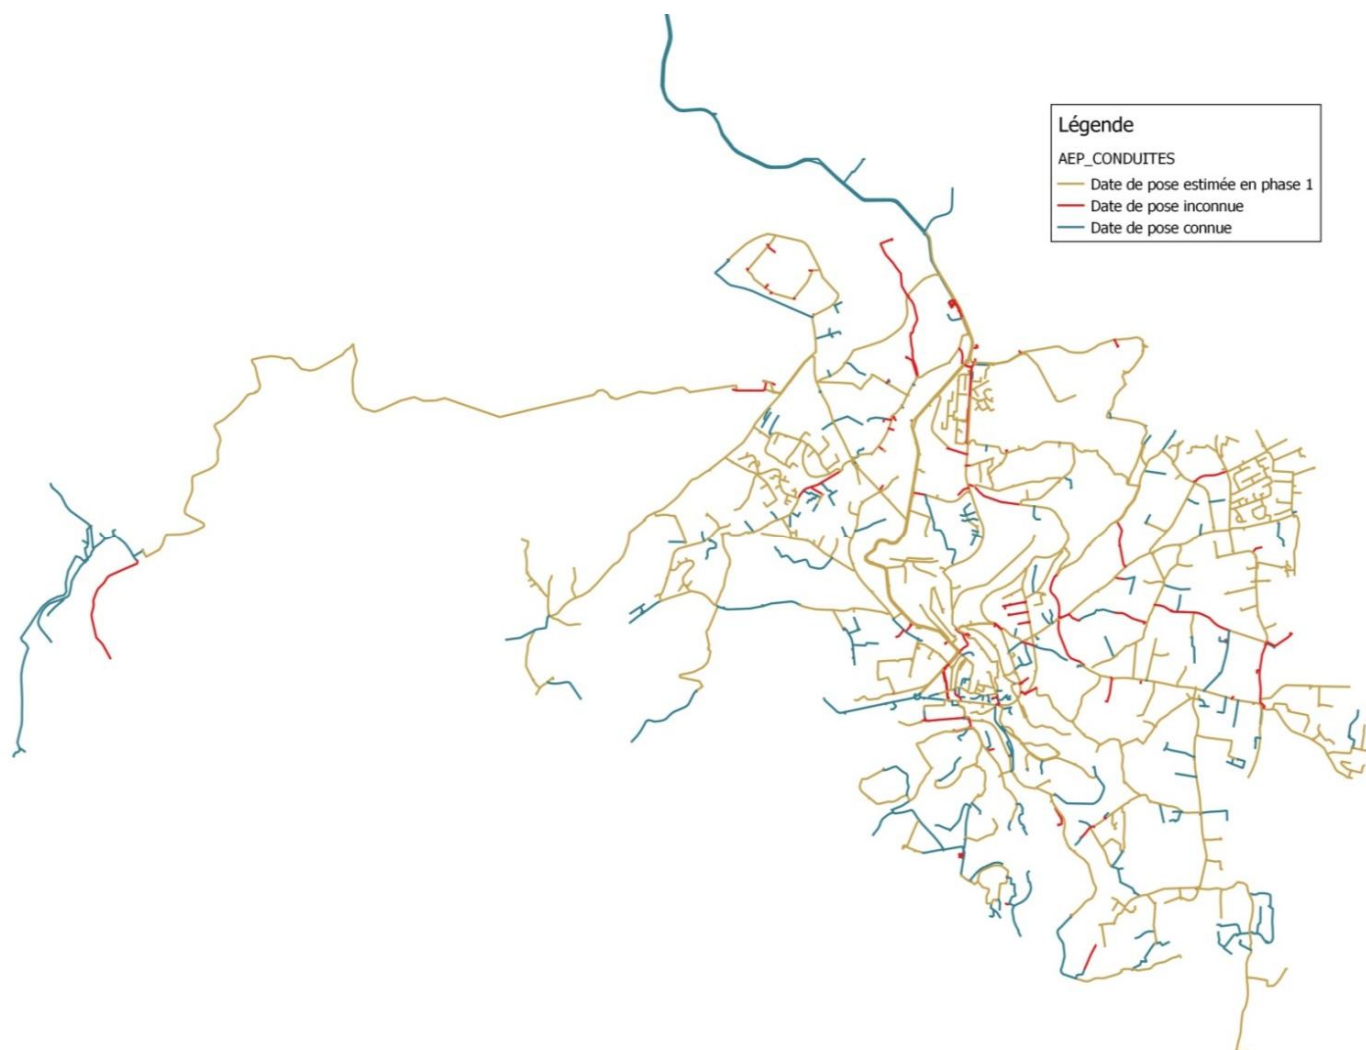 Légende
AEP_CONDUITES
Date de pose estimée en phase 1
Date de pose inconnue
Date de pose connue